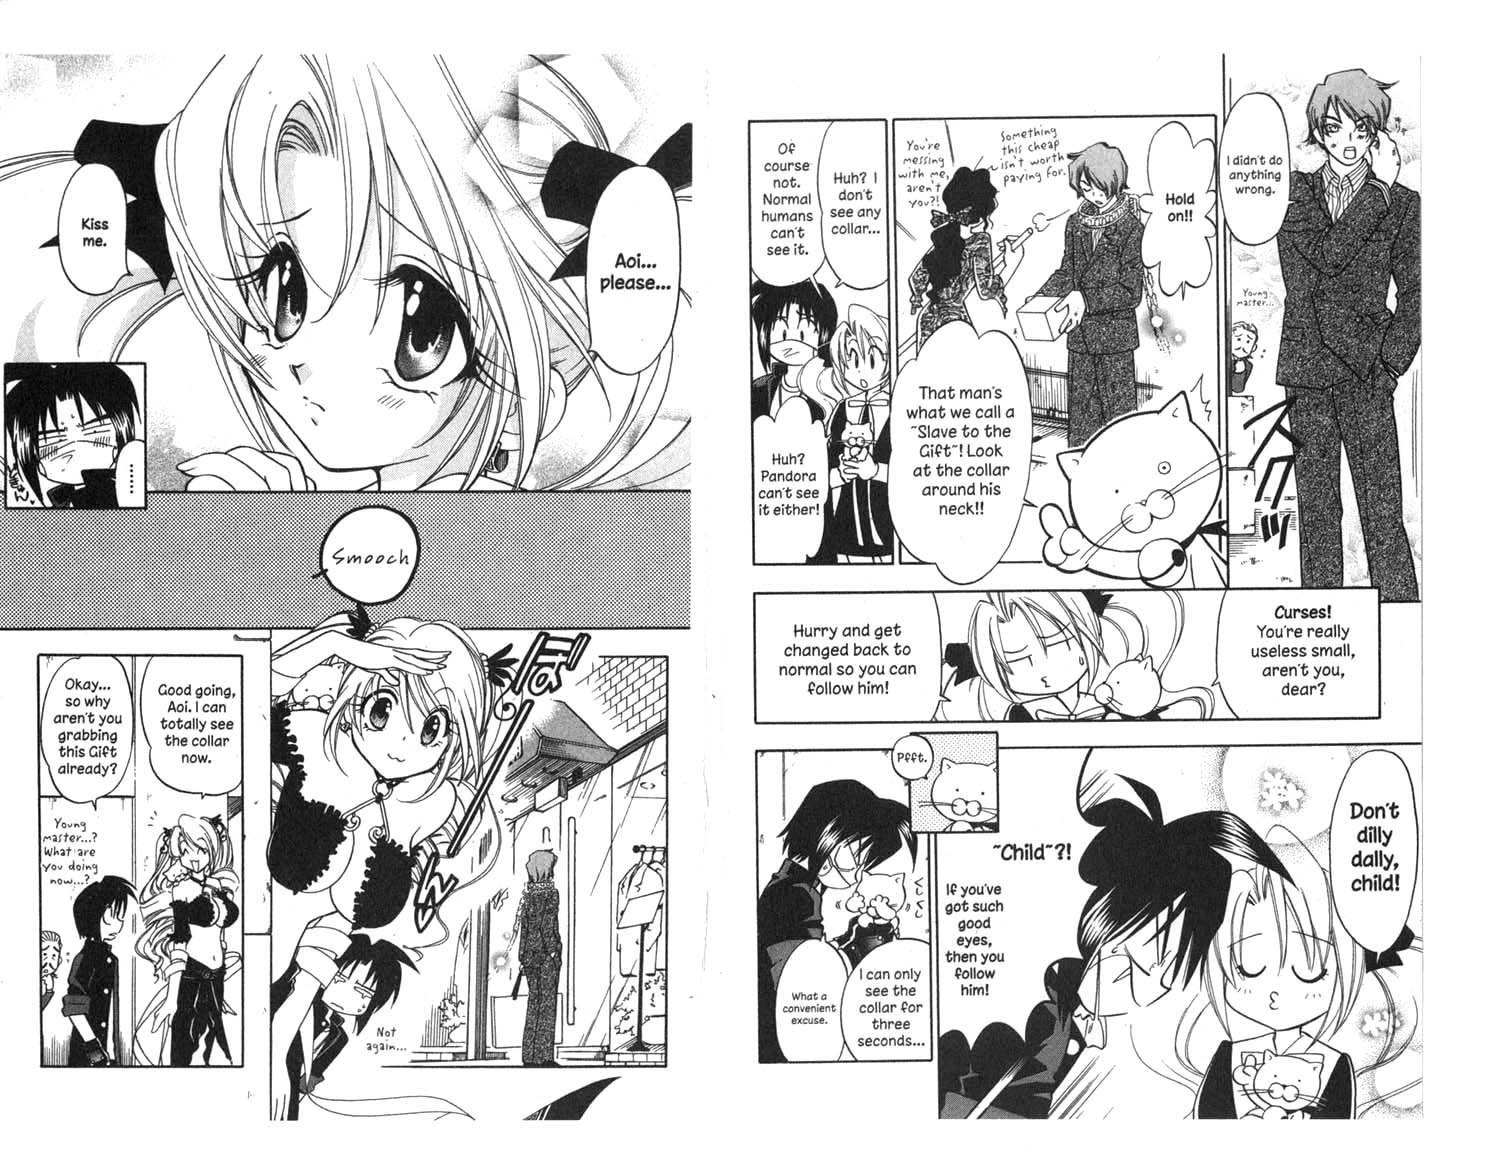 I didn't do
anything
wrong.
Young
master...
ズクッ
Hold
on!!
Something
this cheap
isn't worth
paying for.
You're
messing
with me,
aren't
you?!
That man's
what we call a
"Slave to the
Gift"! Look
at the collar
around his
neck!!
Huh? I
don't
see any
collar...
Of
course
not.
Normal
humans
can't
see it.
Huh?
Pandora
can't see
it either!
Curses!
You're really
useless small,
aren't you,
dear?
Hurry and get
changed back to
normal so you can
follow him!
Don't
dilly
dally,
child!
"Child"?!
If you've
got such
good
eyes,
then you
follow
him!
Pfft.
I can only
see the
collar for
three
seconds...
What a
convenient
excuse.
Aoi...
please...
Kiss
me.
........
Smooch
ぼん
Not
again...
Good going,
Aoi. I can
totally see
the collar
now.
Okay...
so why
aren't you
grabbing
this Gift
already?
Young
master...?
What are
you doing
now...?